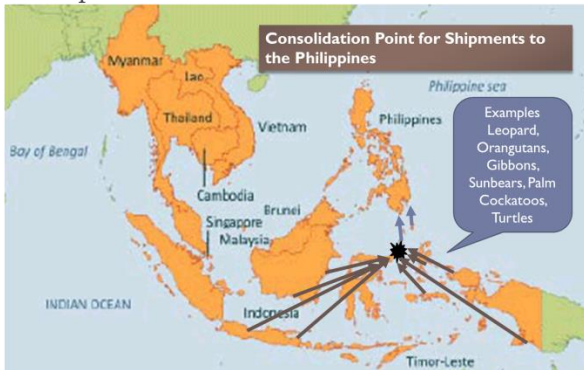 Consolidation Point for Shipments to
the Philippines
Myanmar
Lao
Philippine sea
Thailand
Vietnam
Philippines
Examples
Leopard,
Orangutans,
Gibbons,
Sunbears, Palm
Cockatoos,
Turtles
Bay of Bengal
Cambodia
Singapore
Brunei
Malaysia
INDIAN OCEAN
Indonesia
Timor-Leste